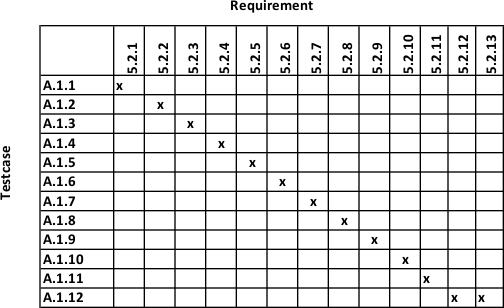 Requirement
5.2.1 5.2.2 5.2.3 5.2.4 5.2.5 5.2.6 5.2.7 5.2.8 5.2.9 5.2.10 5.2.11 5.2.12 5.2.13
Testcase
A.1.1 x
A.1.2 x
A.1.3 x
A.1.4 x
A.1.5 x
A.1.6 x
A.1.7 x
A.1.8 x
A.1.9 x
A.1.10 x
A.1.11 x
A.1.12 x x